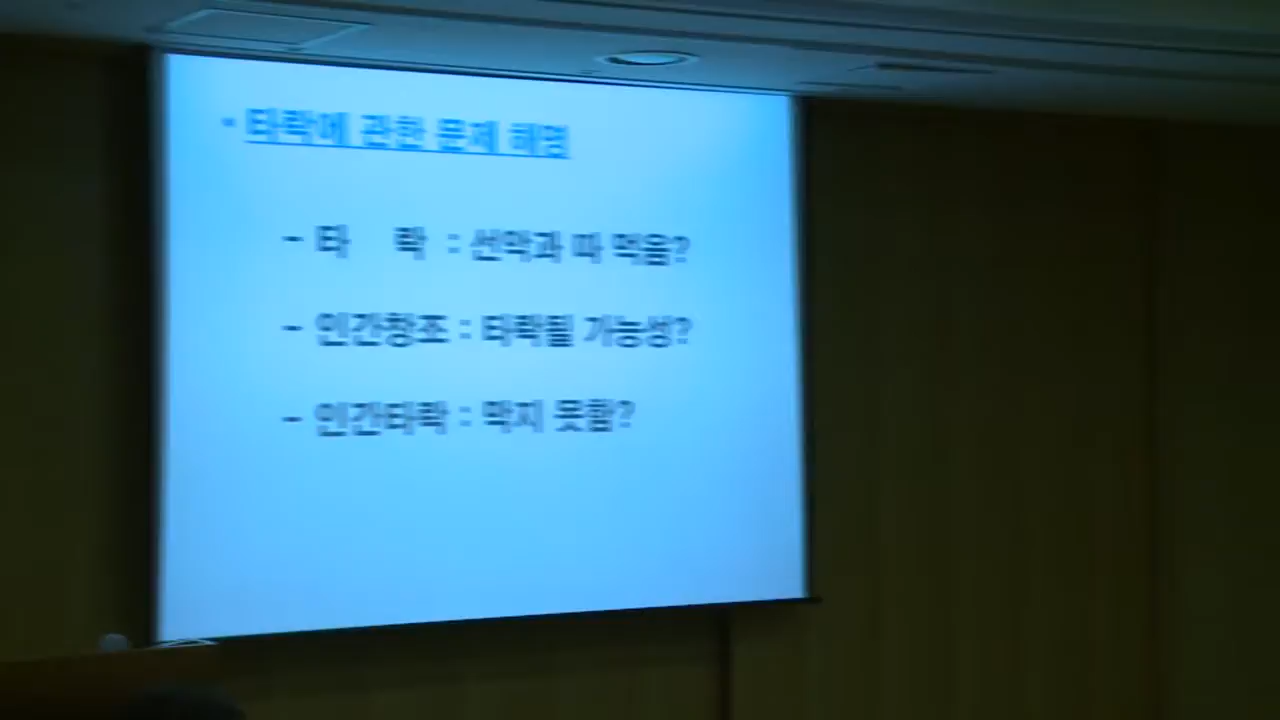 • 타락에 관한 문제 해명
- 타 락 : 선악과 따 먹음?
- 인간창조 : 타락될 가능성?
- 인간타락 : 막지 못함?